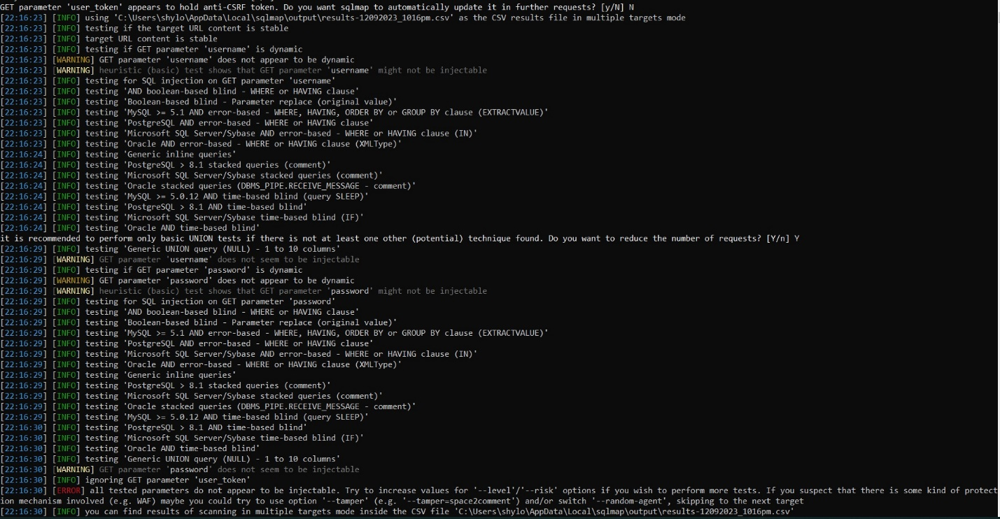 GET parameter 'user_token' appears to hold anti-CSRF token. Do you want sqlmap to automatically update it in further requests? [y/N] N
[22:16:23] [INFO] using 'C:\Users\shylo\AppData\Local\sqlmap\output\results-12092023_1016pm.csv' as the CSV results file in multiple targets mode
[22:16:23] [INFO] testing if the target URL content is stable
[22:16:23] [INFO] target URL content is stable
[22:16:23] [INFO] testing if GET parameter 'username' is dynamic
[22:16:23] [WARNING] GET parameter 'username' does not appear to be dynamic
[22:16:23] [WARNING] heuristic (basic) test shows that GET parameter 'username' might not be injectable
[22:16:23] [INFO] testing for SQL injection on GET parameter 'username'
[22:16:23] [INFO] testing 'AND boolean-based blind - WHERE or HAVING clause'
[22:16:23] [INFO] testing 'Boolean-based blind - Parameter replace (original value)'
[22:16:23] [INFO] testing 'MySQL >= 5.1 AND error-based - WHERE, HAVING, ORDER BY or GROUP BY clause (EXTRACTVALUE)'
[22:16:23] [INFO] testing 'PostgreSQL AND error-based - WHERE or HAVING clause'
[22:16:23] [INFO] testing 'Microsoft SQL Server/Sybase AND error-based - WHERE or HAVING clause (IN)'
[22:16:23] [INFO] testing 'Oracle AND error-based - WHERE or HAVING clause (XMLType)'
[22:16:24] [INFO] testing 'Generic inline queries'
[22:16:24] [INFO] testing 'PostgreSQL > 8.1 stacked queries (comment)'
[22:16:24] [INFO] testing 'Microsoft SQL Server/Sybase stacked queries (comment)'
[22:16:24] [INFO] testing 'Oracle stacked queries (DBMS_PIPE.RECEIVE_MESSAGE - comment)'
[22:16:24] [INFO] testing 'MySQL >= 5.0.12 AND time-based blind (query SLEEP)'
[22:16:24] [INFO] testing 'PostgreSQL > 8.1 AND time-based blind'
[22:16:24] [INFO] testing 'Microsoft SQL Server/Sybase time-based blind (IF)'
[22:16:24] [INFO] testing 'Oracle AND time-based blind'
it is recommended to perform only basic UNION tests if there is not at least one other (potential) technique found. Do you want to reduce the number of requests? [Y/n] Y
[22:16:29] [INFO] testing 'Generic UNION query (NULL) - 1 to 10 columns'
[22:16:29] [WARNING] GET parameter 'username' does not seem to be injectable
[22:16:29] [INFO] testing if GET parameter 'password' is dynamic
[22:16:29] [WARNING] GET parameter 'password' does not appear to be dynamic
[22:16:29] [WARNING] heuristic (basic) test shows that GET parameter 'password' might not be injectable
[22:16:29] [INFO] testing for SQL injection on GET parameter 'password'
[22:16:29] [INFO] testing 'AND boolean-based blind - WHERE or HAVING clause'
[22:16:29] [INFO] testing 'Boolean-based blind - Parameter replace (original value)'
[22:16:29] [INFO] testing 'MySQL >= 5.1 AND error-based - WHERE, HAVING, ORDER BY or GROUP BY clause (EXTRACTVALUE)'
[22:16:29] [INFO] testing 'PostgreSQL AND error-based - WHERE or HAVING clause'
[22:16:29] [INFO] testing 'Microsoft SQL Server/Sybase AND error-based - WHERE or HAVING clause (IN)'
[22:16:29] [INFO] testing 'Oracle AND error-based - WHERE or HAVING clause (XMLType)'
[22:16:29] [INFO] testing 'Generic inline queries'
[22:16:29] [INFO] testing 'PostgreSQL > 8.1 stacked queries (comment)'
[22:16:29] [INFO] testing 'Microsoft SQL Server/Sybase stacked queries (comment)'
[22:16:29] [INFO] testing 'Oracle stacked queries (DBMS_PIPE.RECEIVE_MESSAGE - comment)'
[22:16:29] [INFO] testing 'MySQL >= 5.0.12 AND time-based blind (query SLEEP)'
[22:16:30] [INFO] testing 'PostgreSQL > 8.1 AND time-based blind'
[22:16:30] [INFO] testing 'Microsoft SQL Server/Sybase time-based blind (IF)'
[22:16:30] [INFO] testing 'Oracle AND time-based blind'
[22:16:30] [INFO] testing 'Generic UNION query (NULL) - 1 to 10 columns'
[22:16:30] [WARNING] GET parameter 'password' does not seem to be injectable
[22:16:30] [INFO] ignoring GET parameter 'user_token'
[22:16:30] [ERROR] all tested parameters do not appear to be injectable. Try to increase values for '--level'/'--risk' options if you wish to perform more tests. If you suspect that there is some kind of protect
ion mechanism involved (e.g. WAF) maybe you could try to use option '--tamper' (e.g. '--tamper=space2comment') and/or switch '--random-agent', skipping to the next target
[22:16:30] [INFO] you can find results of scanning in multiple targets mode inside the CSV file 'C:\Users\shylo\AppData\Local\sqlmap\output\results-12092023_1016pm.csv'